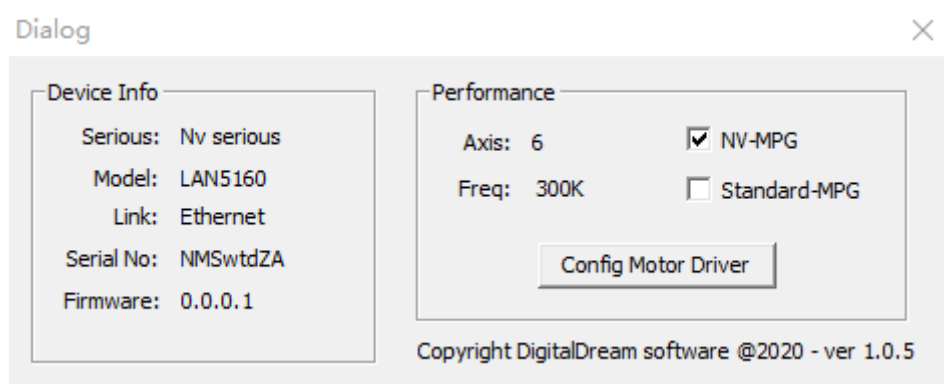 Dialog
Device Info
Serious: Nv serious
Model: LAN5160
Link: Ethernet
Serial No: NMSwtdZA
Firmware: 0.0.0.1
Performance
Axis: 6
NV-MPG
Freq: 300K
Standard-MPG
Config Motor Driver
Copyright DigitalDream software @2020 - ver 1.0.5